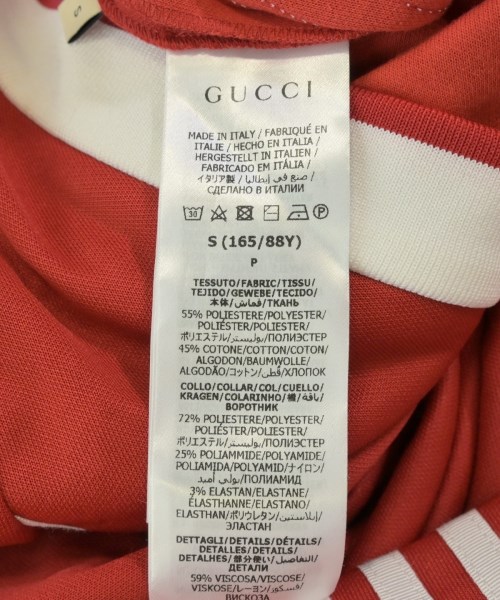 S
GUCCI
MADE IN ITALY / FABRIQUÉ EN
ITALIE / HECHO EN ITALIA /
HERGESTELLT IN ITALIEN /
FABRICADO EM ITÁLIA /
イタリア製 / صنع في إيطاليا /
СДЕЛАНО В ИТАЛИИ
30 P
S (165/88Y)
P
TESSUTO/FABRIC/TISSU/
TEJIDO/GEWEBE/TECIDO/
本体/قماش/ТКАНЬ
55% POLIESTERE/POLYESTER/
POLIÉSTER/POLYESTER/
ポリエステル/بوليستر/ПОЛИЭСТЕР
45% COTONE/COTTON/COTON/
ALGODON/BAUMWOLLE/
ALGODÃO/コットン/قطن/ХЛОПОК
COLLO/COLLAR/COL/CUELLO/
KRAGEN/COLARINHO/襟/ياقة/
ВОРОТНИК
72% POLIESTERE/POLYESTER/
POLIÉSTER/POLYESTER/
ポリエステル/بوليستر/ПОЛИЭСТЕР
25% POLIAMMIDE/POLYAMIDE/
POLIAMIDA/POLYAMID/ナイロン/
بولي أميد/ПОЛИАМИД
3% ELASTAN/ELASTANE/
ÉLASTHANNE/ELASTANO/
ELASTHAN/ポリウレタン/إيلاستين/
ЭЛАСТАН
DETTAGLI/DETAILS/DÉTAILS/
DETALLES/DETAILS/
DETALHES/部分使い/التفاصيل/
ДЕТАЛИ
59% VISCOSA/VISCOSE/
VISKOSE/レーヨン/فسكوز/
ВИСКОЗА